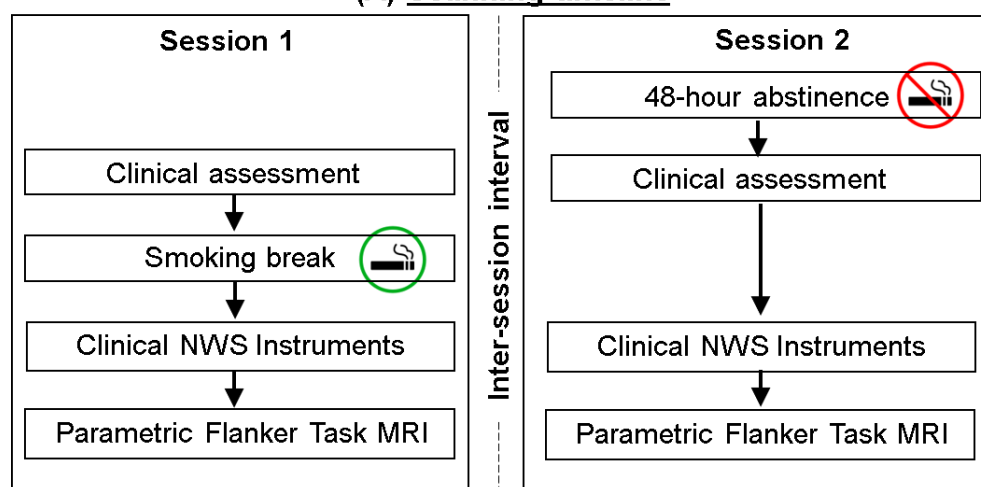 Session 1
Clinical assessment
Smoking break
Clinical NWS Instruments
Parametric Flanker Task MRI
Inter-session interval
Session 2
48-hour abstinence
Clinical assessment
Clinical NWS Instruments
Parametric Flanker Task MRI